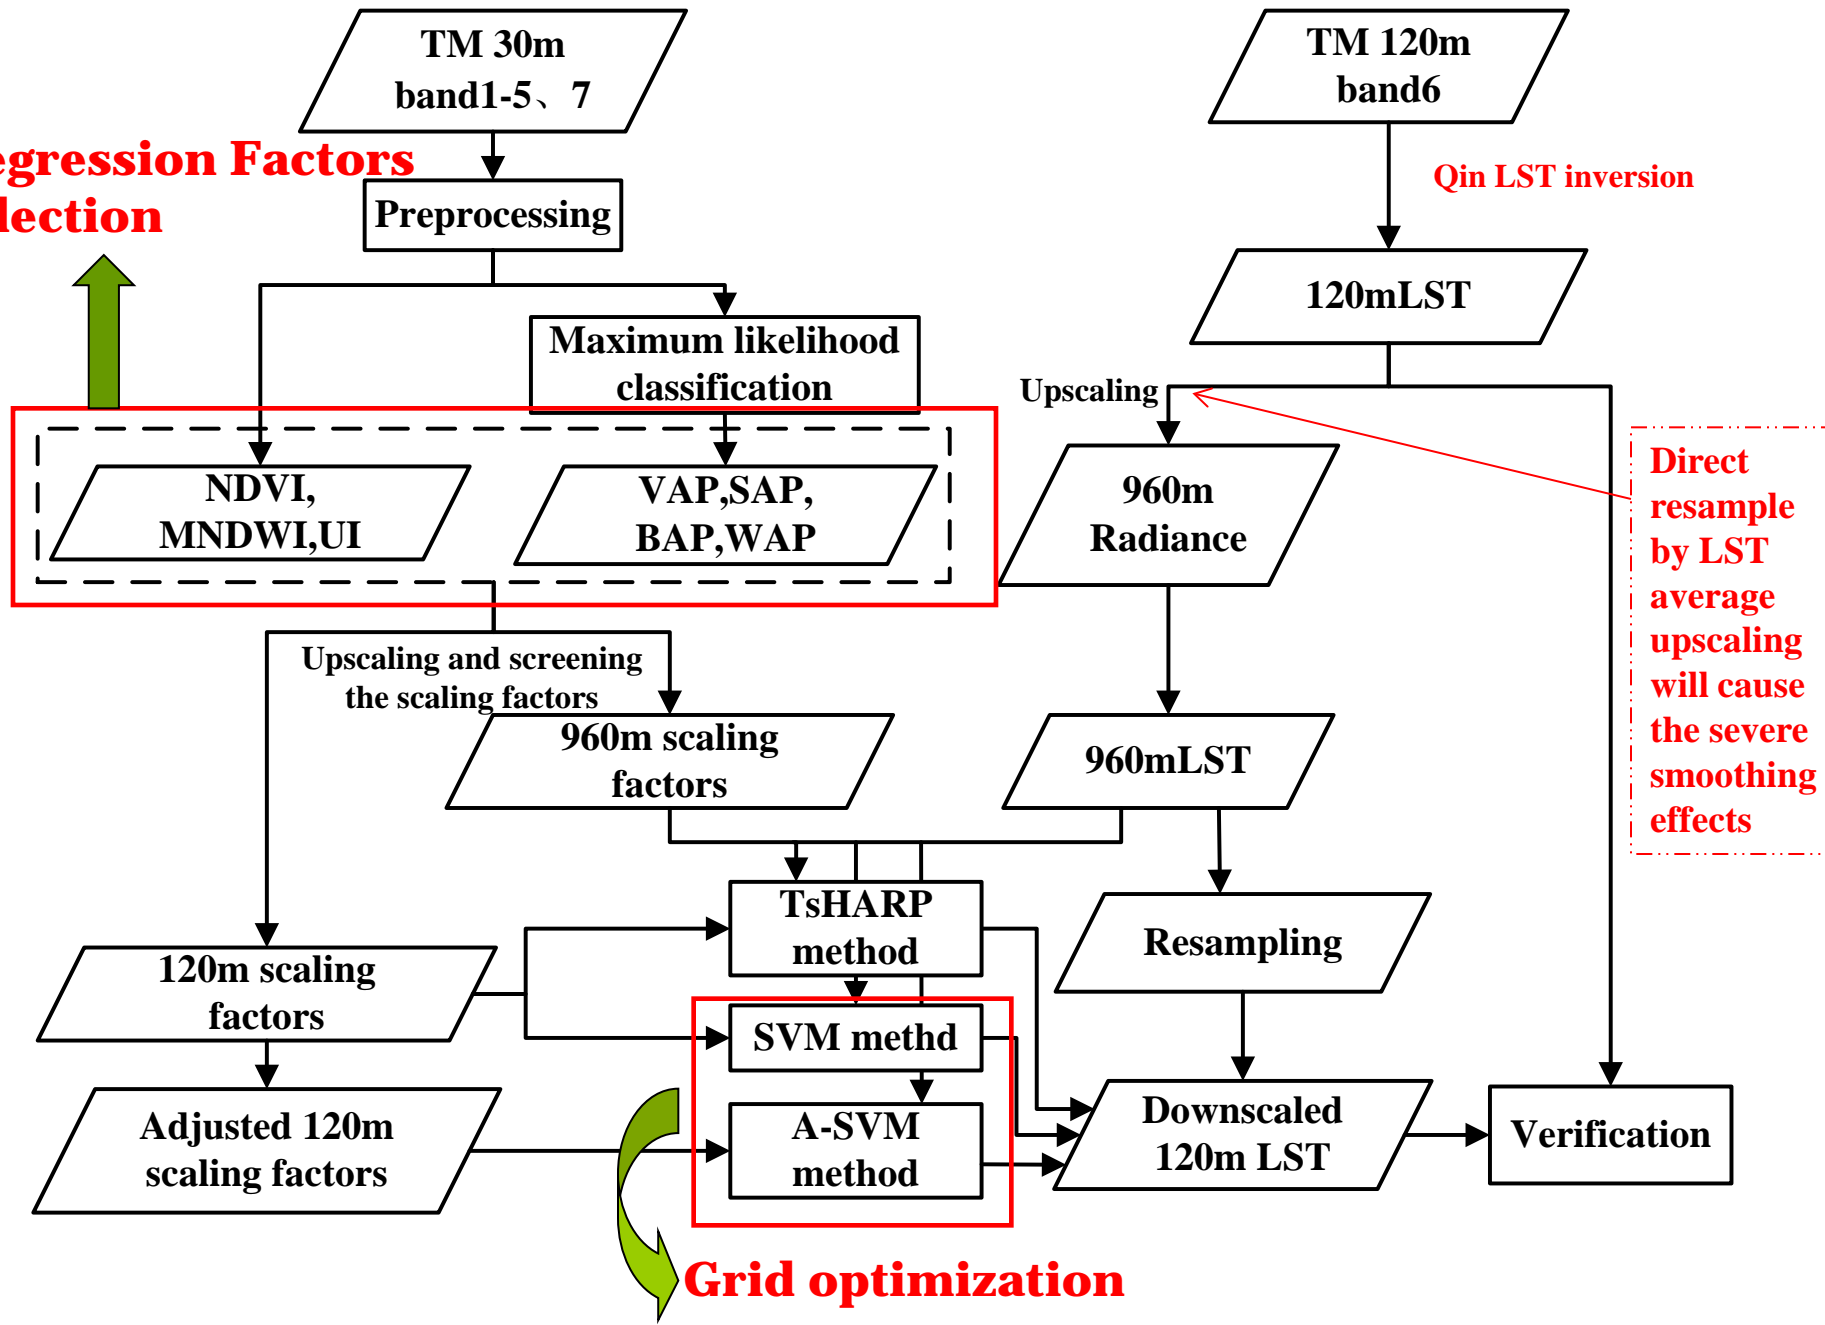 TM 30m
band1-5、7
TM 120m
band6
egression Factors
lection
Qin LST inversion
Preprocessing
120mLST
Maximum likelihood
classification
Upscaling
NDVI,
MNDWI,UI
VAP,SAP,
BAP,WAP
960m
Radiance
Direct
resample
by LST
average
upscaling
will cause
the severe
smoothing
effects
Upscaling and screening
the scaling factors
960m scaling
factors
960mLST
TsHARP
method
Resampling
120m scaling
factors
SVM methd
Adjusted 120m
scaling factors
A-SVM
method
Downscaled
120m LST
Verification
Grid optimization